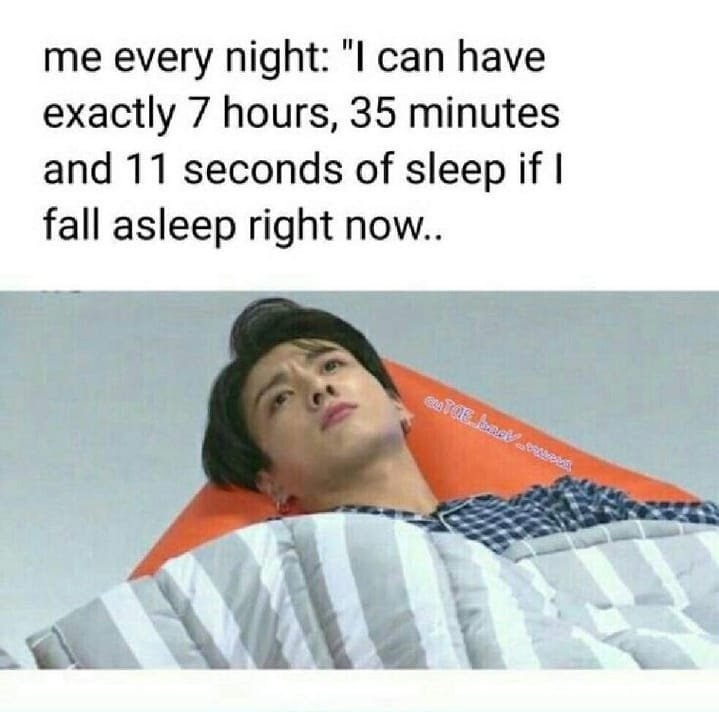 me every night: "I can have
exactly 7 hours, 35 minutes
and 11 seconds of sleep if I
fall asleep right now..